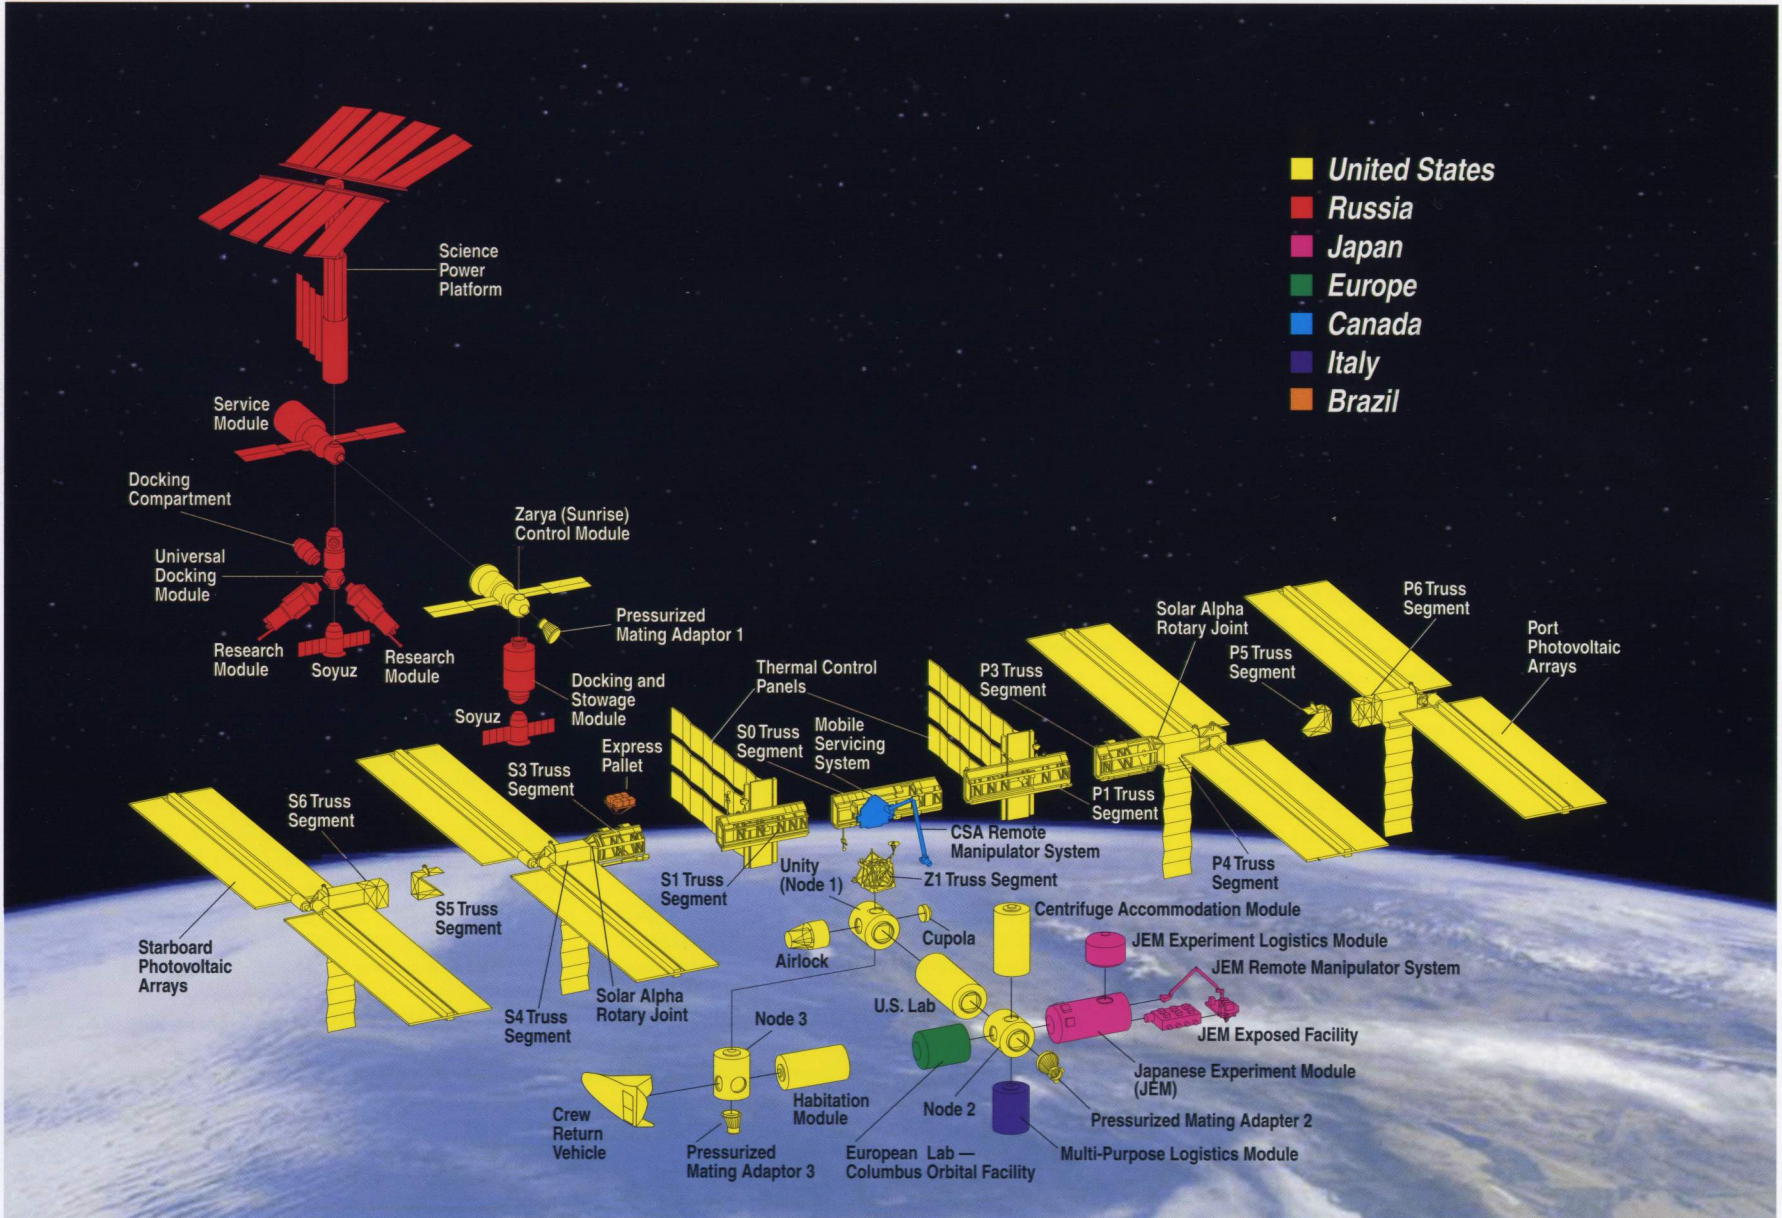 United States
Russia
Japan
Europe
Canada
Italy
Brazil
Science
Power
Platform
Service
Module
Docking
Compartment
Universal
Docking
Module
Research
Module
Soyuz
Research
Module
Zarya (Sunrise)
Control Module
Pressurized
Mating Adaptor 1
Docking and
Stowage
Module
Soyuz
Express
Pallet
Thermal Control
Panels
S0 Truss
Segment
Mobile
Servicing
System
P3 Truss
Segment
Solar Alpha
Rotary Joint
P5 Truss
Segment
P6 Truss
Segment
Port
Photovoltaic
Arrays
S3 Truss
Segment
S6 Truss
Segment
P1 Truss
Segment
CSA Remote
Manipulator System
P4 Truss
Segment
S1 Truss
Segment
Unity
(Node 1)
Z1 Truss Segment
S5 Truss
Segment
Starboard
Photovoltaic
Arrays
Cupola
Airlock
Centrifuge Accommodation Module
JEM Experiment Logistics Module
JEM Remote Manipulator System
S4 Truss
Segment
Solar Alpha
Rotary Joint
U.S. Lab
Node 3
JEM Exposed Facility
Japanese Experiment Module
(JEM)
Crew
Return
Vehicle
Habitation
Module
Node 2
Pressurized Mating Adapter 2
Pressurized
Mating Adaptor 3
European Lab —
Columbus Orbital Facility
Multi-Purpose Logistics Module